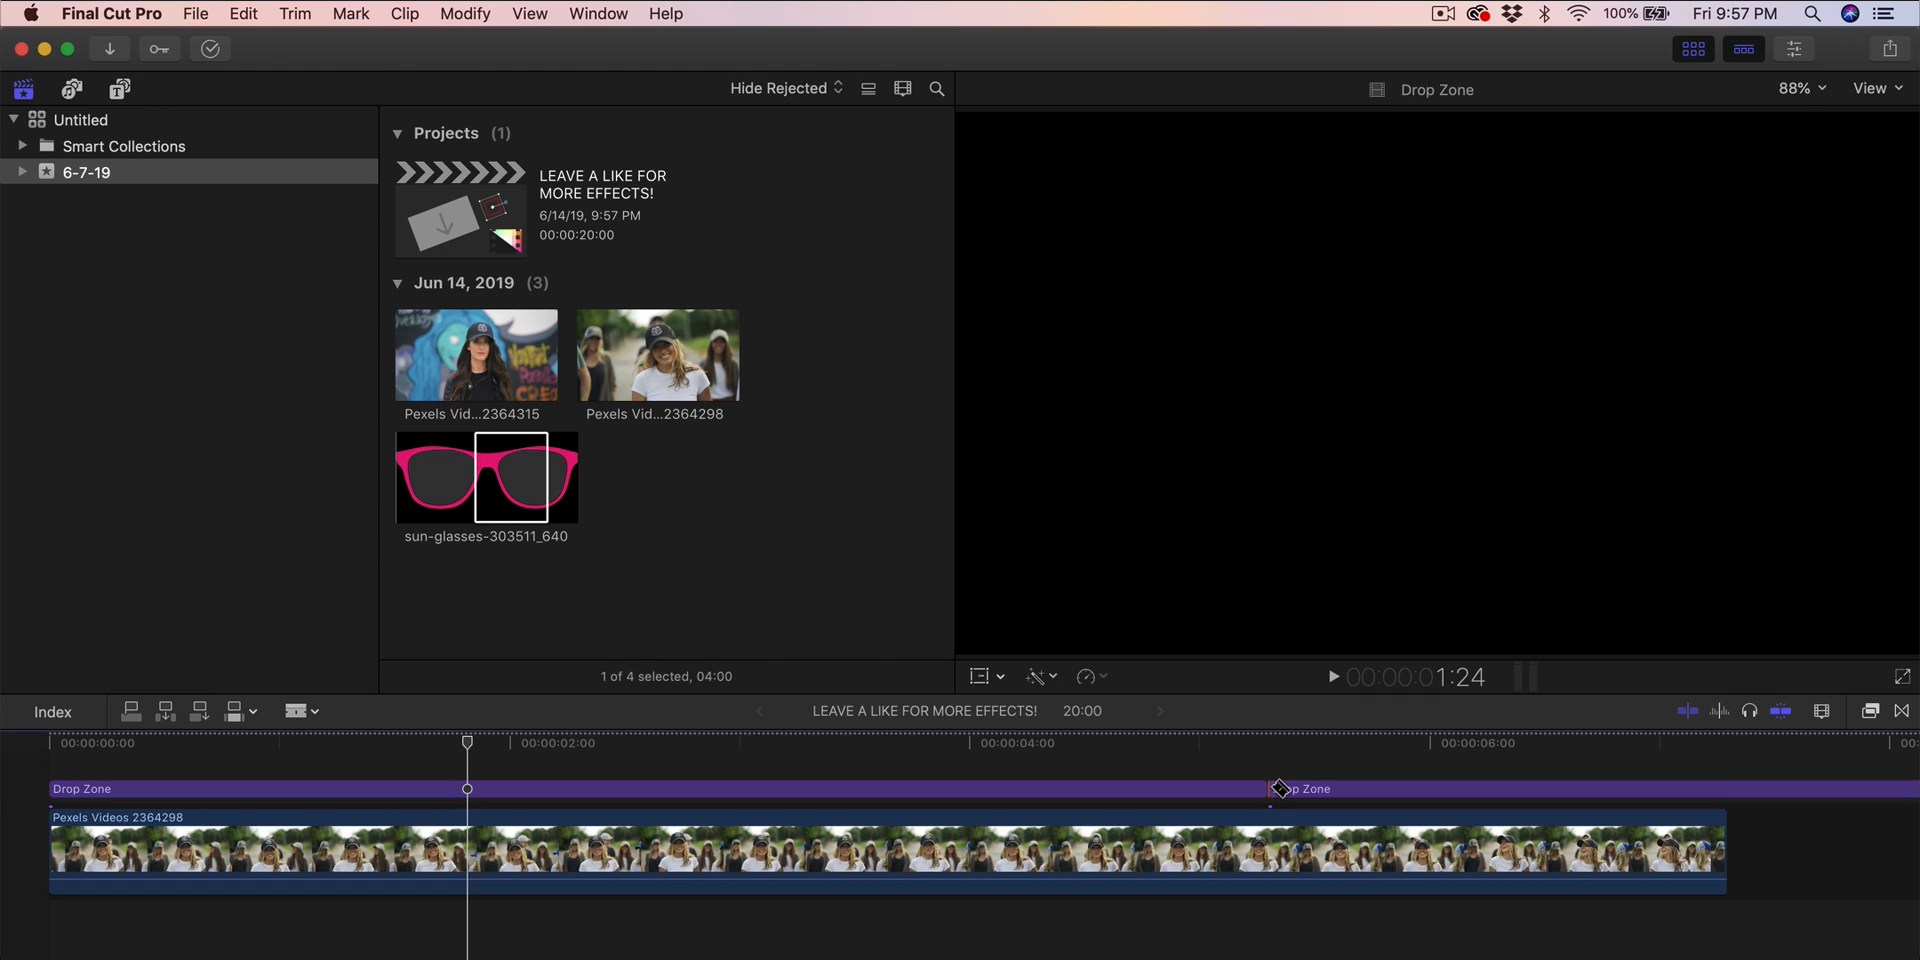 Final Cut Pro File Edit Trim Mark Clip Modify View Window Help 100% Fri 9:57 PM
Hide Rejected Drop Zone 88% View
Untitled
Smart Collections
6-7-19
Projects (1)
LEAVE A LIKE FOR
MORE EFFECTS!
6/14/19, 9:57 PM
00:00:20:00
Jun 14, 2019 (3)
Pexels Vid...2364315 Pexels Vid...2364298
sun-glasses-303511_640
1 of 4 selected, 04:00 00:00:01:24
Index LEAVE A LIKE FOR MORE EFFECTS! 20:00
00:00:00:00 00:00:02:00 00:00:04:00 00:00:06:00 00:
Drop Zone p Zone
Pexels Videos 2364298